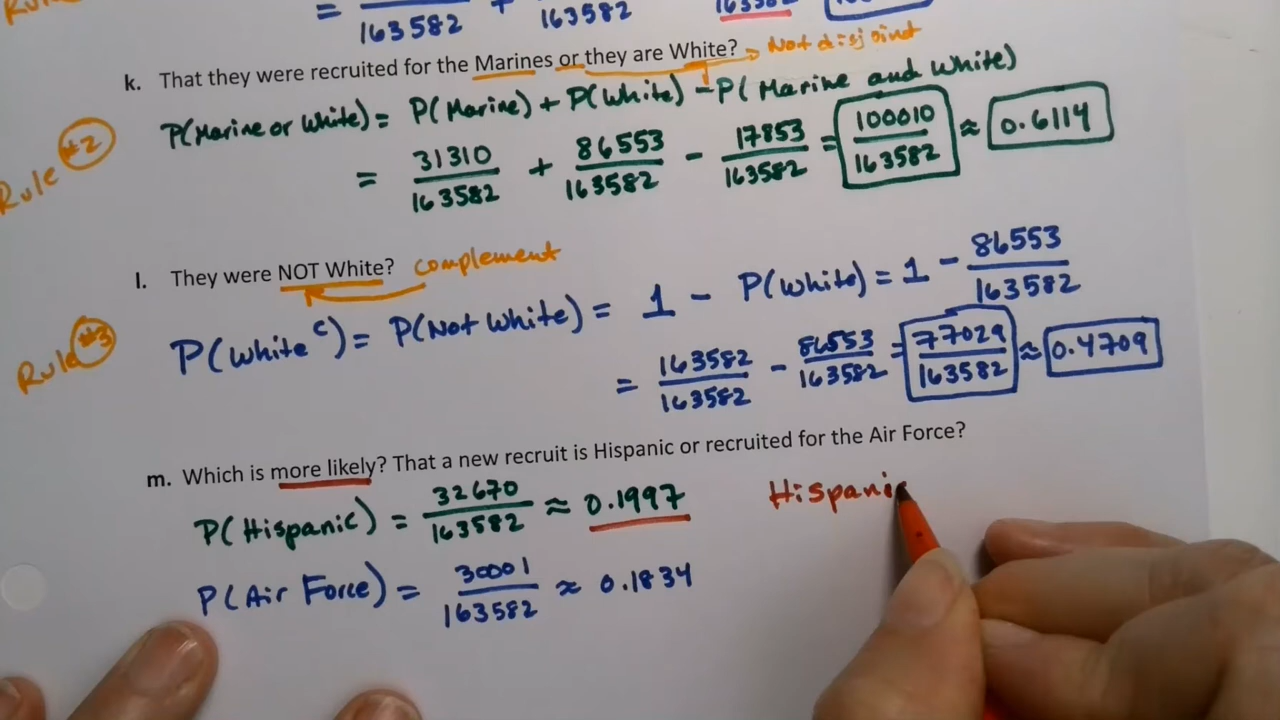 = 163582 + 163582 163582
k. That they were recruited for the Marines or they are White? Not disjoint
P(Marine or White) = P(Marine) + P(White) - P(Marine and White)
Rule #2
= 31310/163582 + 86553/163582 - 17853/163582 = 100010/163582 ≈ 0.6114
l. They were NOT White? complement
Rule #3
P(White^c) = P(Not White) = 1 - P(White) = 1 - 86553/163582
= 163582/163582 - 86553/163582 = 77029/163582 ≈ 0.4709
m. Which is more likely? That a new recruit is Hispanic or recruited for the Air Force?
P(Hispanic) = 32670/163582 ≈ 0.1997 Hispanic
P(Air Force) = 30001/163582 ≈ 0.1834